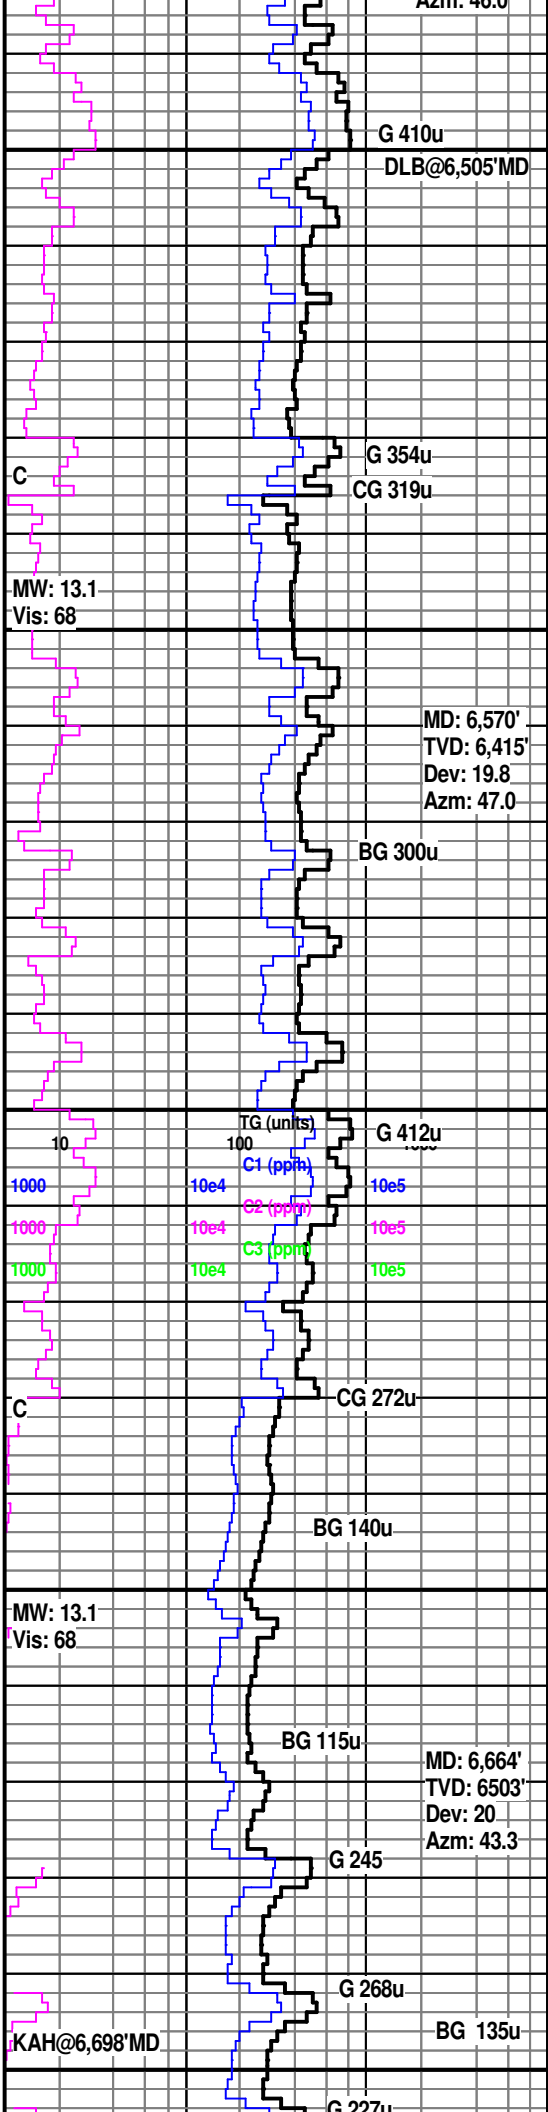 Azm: 46.0
G 410u
DLB@6,505'MD
G 354u
C
CG 319u
MW: 13.1
Vis: 68
MD: 6,570'
TVD: 6,415'
Dev: 19.8
Azm: 47.0
BG 300u
TG (units)
G 412u
10 100
C1 (ppm)
1000 10e4 10e5
C2 (ppm)
1000 10e4 10e5
C3 (ppm)
1000 10e4 10e5
CG 272u
C
BG 140u
MW: 13.1
Vis: 68
BG 115u
MD: 6,664'
TVD: 6503'
Dev: 20
Azm: 43.3
G 245
G 268u
BG 135u
KAH@6,698'MD
G 227u